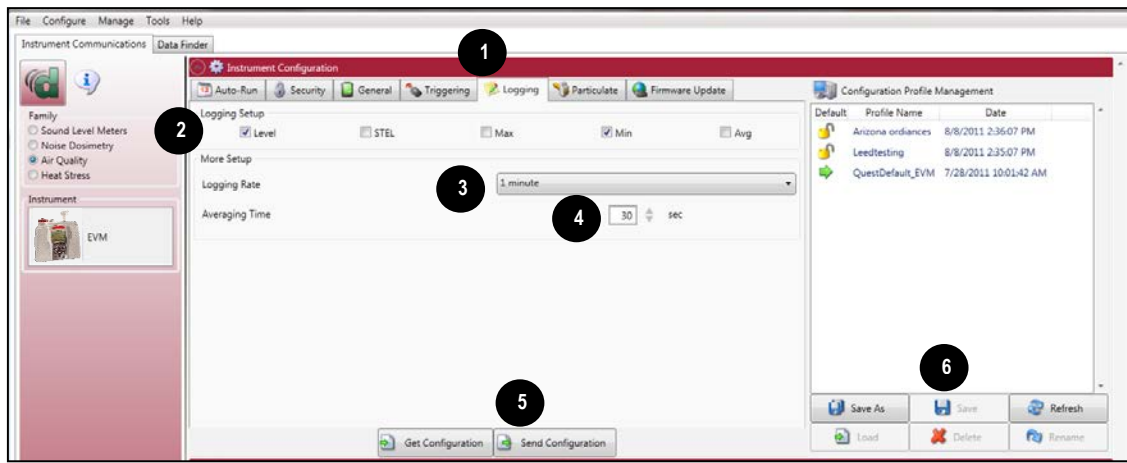 File Configure Manage Tools Help
Instrument Communications Data Finder
1
Instrument Configuration
Auto-Run Security General Triggering Logging Particulate Firmware Update
Configuration Profile Management
Family
Sound Level Meters
Noise Dosimetry
Air Quality
Heat Stress
Instrument
EVM
2
Logging Setup
Level STEL Max Min Avg
More Setup
Logging Rate 3 1 minute
Averaging Time 4 30 sec
5
Get Configuration Send Configuration
Default Profile Name Date
Arizona ordiances 8/8/2011 2:36:07 PM
Leedtesting 8/8/2011 2:35:07 PM
QuestDefault_EVM 7/28/2011 10:01:42 AM
6
Save As Save Refresh
Load Delete Rename